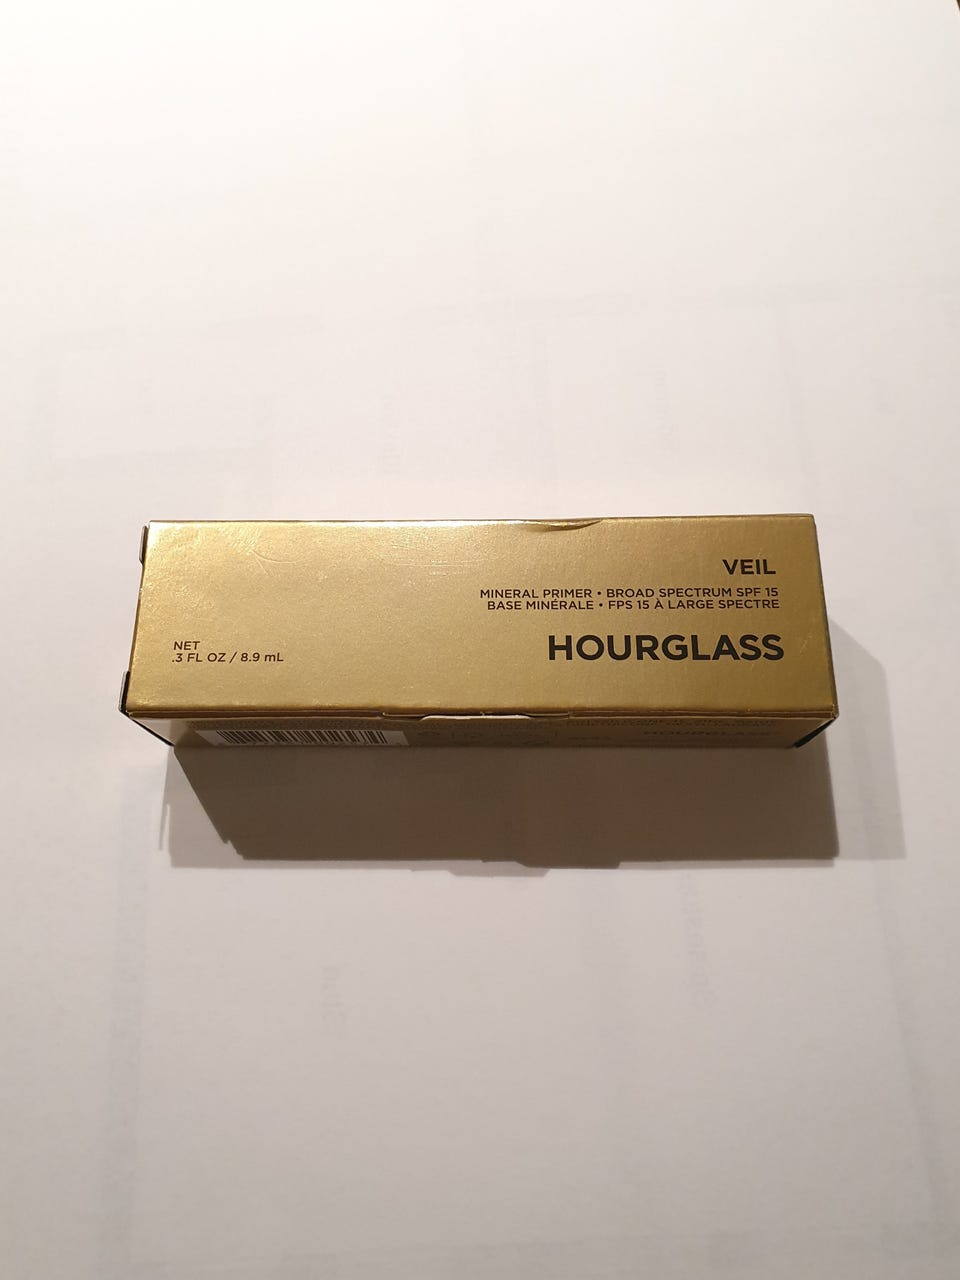 VEIL
MINERAL PRIMER • BROAD SPECTRUM SPF 15
BASE MINÉRALE • FPS 15 À LARGE SPECTRE
HOURGLASS
NET
.3 FL OZ / 8.9 mL
HOURGLASS